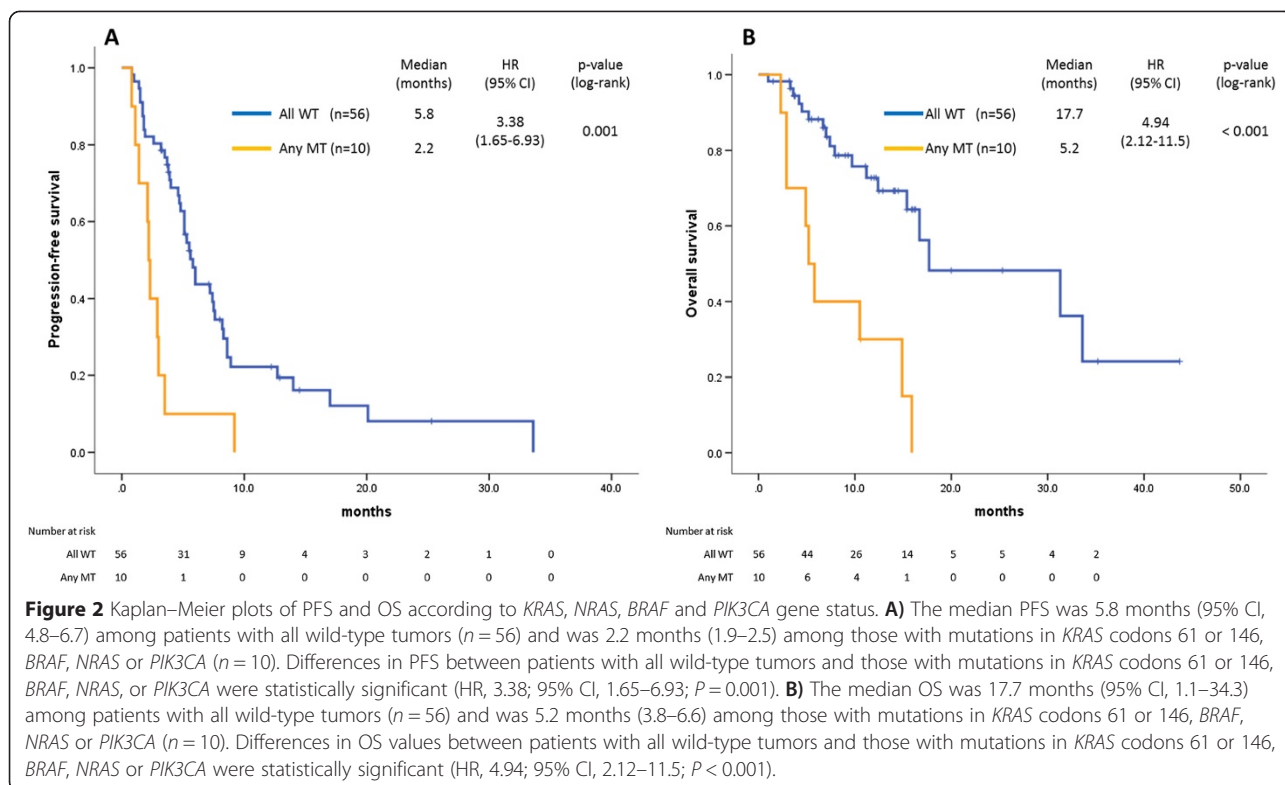 A
Median
(months)
HR
(95% CI)
p-value
(log-rank)
All WT (n=56)
5.8
3.38
(1.65-6.93)
0.001
Any MT (n=10)
2.2
Progression-free survival
1.0
0.8
0.6
0.4
0.2
0.0
.0 10.0 20.0 30.0 40.0
months
Number at risk
All WT 56 31 9 4 3 2 1 0
Any MT 10 1 0 0 0 0 0 0
B
Median
(months)
HR
(95% CI)
p-value
(log-rank)
All WT (n=56)
17.7
4.94
(2.12-11.5)
< 0.001
Any MT (n=10)
5.2
Overall survival
1.0
0.8
0.6
0.4
0.2
0.0
.0 10.0 20.0 30.0 40.0 50.0
months
Number at risk
All WT 56 44 26 14 5 5 4 2
Any MT 10 6 4 1 0 0 0 0
Figure 2 Kaplan–Meier plots of PFS and OS according to KRAS, NRAS, BRAF and PIK3CA gene status. A) The median PFS was 5.8 months (95% CI,
4.8–6.7) among patients with all wild-type tumors (n = 56) and was 2.2 months (1.9–2.5) among those with mutations in KRAS codons 61 or 146,
BRAF, NRAS or PIK3CA (n = 10). Differences in PFS between patients with all wild-type tumors and those with mutations in KRAS codons 61 or 146,
BRAF, NRAS, or PIK3CA were statistically significant (HR, 3.38; 95% CI, 1.65–6.93; P = 0.001). B) The median OS was 17.7 months (95% CI, 1.1–34.3)
among patients with all wild-type tumors (n = 56) and was 5.2 months (3.8–6.6) among those with mutations in KRAS codons 61 or 146, BRAF,
NRAS or PIK3CA (n = 10). Differences in OS values between patients with all wild-type tumors and those with mutations in KRAS codons 61 or 146,
BRAF, NRAS or PIK3CA were statistically significant (HR, 4.94; 95% CI, 2.12–11.5; P < 0.001).